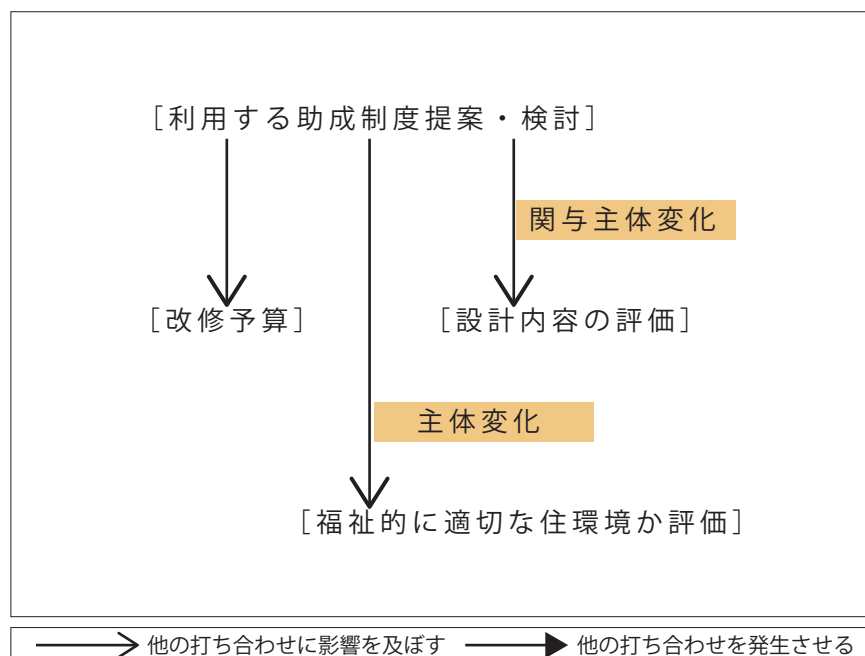 ［利用する助成制度提案・検討］
関与主体変化
［改修予算］
［設計内容の評価］
主体変化
［福祉的に適切な住環境か評価］
他の打ち合わせに影響を及ぼす
他の打ち合わせを発生させる